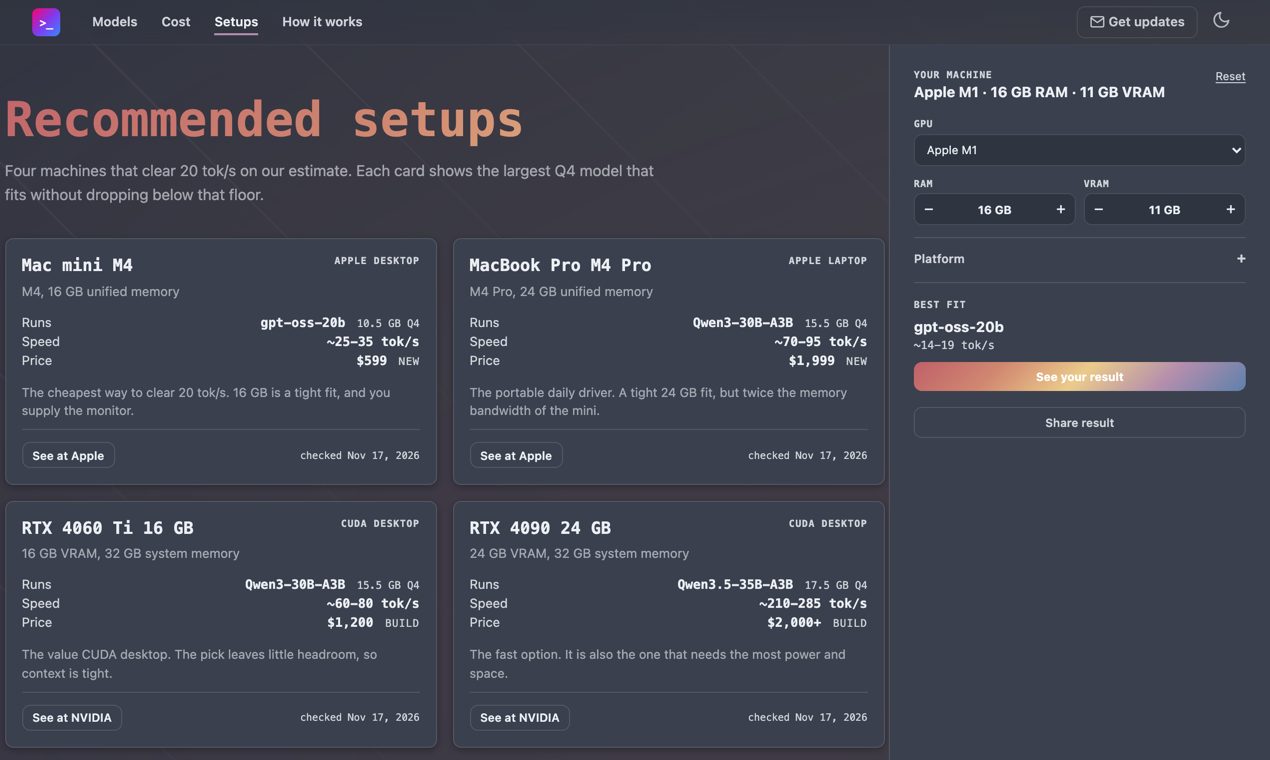 >_ Models Cost Setups How it works Get updates
Recommended setups
Four machines that clear 20 tok/s on our estimate. Each card shows the largest Q4 model that
fits without dropping below that floor.
Mac mini M4 APPLE DESKTOP
M4, 16 GB unified memory
Runs gpt-oss-20b 10.5 GB Q4
Speed ~25–35 tok/s
Price $599 NEW
The cheapest way to clear 20 tok/s. 16 GB is a tight fit, and you
supply the monitor.
See at Apple checked Nov 17, 2026
MacBook Pro M4 Pro APPLE LAPTOP
M4 Pro, 24 GB unified memory
Runs Qwen3-30B-A3B 15.5 GB Q4
Speed ~70–95 tok/s
Price $1,999 NEW
The portable daily driver. A tight 24 GB fit, but twice the memory
bandwidth of the mini.
See at Apple checked Nov 17, 2026
RTX 4060 Ti 16 GB CUDA DESKTOP
16 GB VRAM, 32 GB system memory
Runs Qwen3-30B-A3B 15.5 GB Q4
Speed ~60–80 tok/s
Price $1,200 BUILD
The value CUDA desktop. The pick leaves little headroom, so
context is tight.
See at NVIDIA checked Nov 17, 2026
RTX 4090 24 GB CUDA DESKTOP
24 GB VRAM, 32 GB system memory
Runs Qwen3.5-35B-A3B 17.5 GB Q4
Speed ~210–285 tok/s
Price $2,000+ BUILD
The fast option. It is also the one that needs the most power and
space.
See at NVIDIA checked Nov 17, 2026
YOUR MACHINE Reset
Apple M1 · 16 GB RAM · 11 GB VRAM
GPU
Apple M1
RAM VRAM
− 16 GB + − 11 GB +
Platform +
BEST FIT
gpt-oss-20b
~14–19 tok/s
See your result
Share result